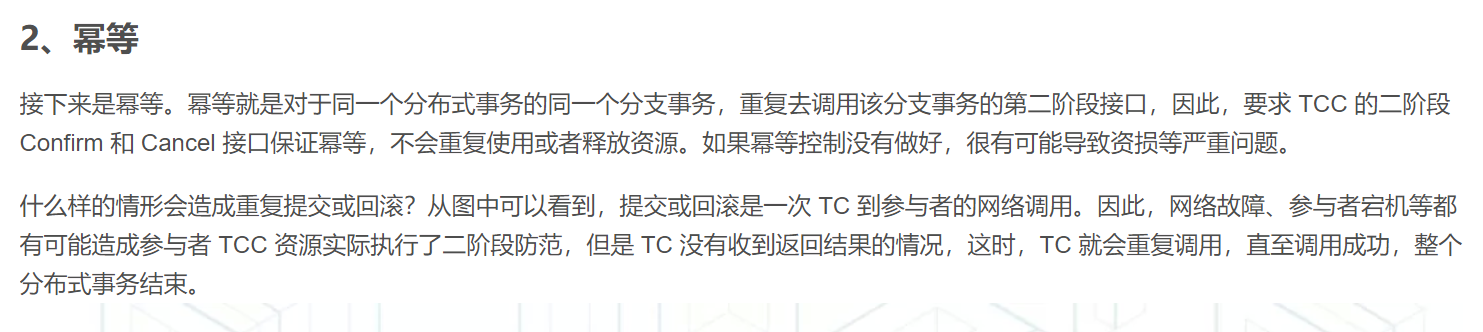 2、幂等
接下来是幂等。幂等就是对于同一个分布式事务的同一个分支事务，重复去调用该分支事务的第二阶段接口，因此，要求 TCC 的二阶段
Confirm 和 Cancel 接口保证幂等，不会重复使用或者释放资源。如果幂等控制没有做好，很有可能导致资损等严重问题。
什么样的情形会造成重复提交或回滚？从图中可以看到，提交或回滚是一次 TC 到参与者的网络调用。因此，网络故障、参与者宕机等都
有可能造成参与者 TCC 资源实际执行了二阶段防范，但是 TC 没有收到返回结果的情况，这时，TC 就会重复调用，直至调用成功，整个
分布式事务结束。